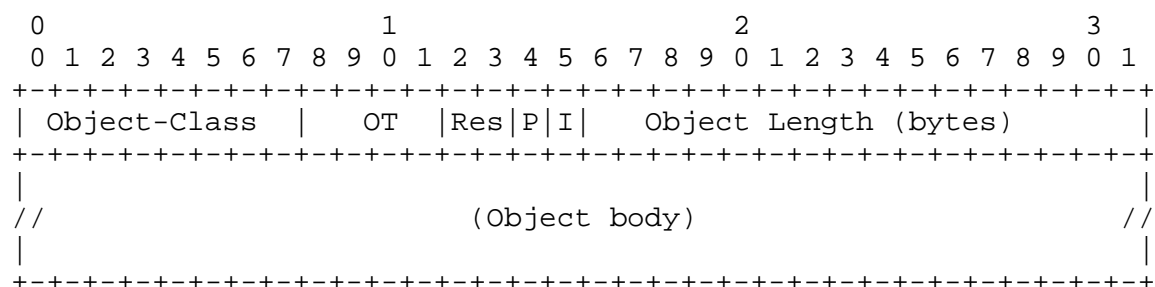 0                   1                   2                   3
 0 1 2 3 4 5 6 7 8 9 0 1 2 3 4 5 6 7 8 9 0 1 2 3 4 5 6 7 8 9 0 1
+-+-+-+-+-+-+-+-+-+-+-+-+-+-+-+-+-+-+-+-+-+-+-+-+-+-+-+-+-+-+-+-+
| Object-Class  |   OT  |Res|P|I|   Object Length (bytes)       |
+-+-+-+-+-+-+-+-+-+-+-+-+-+-+-+-+-+-+-+-+-+-+-+-+-+-+-+-+-+-+-+-+
|                                                               |
//                        (Object body)                        //
|                                                               |
+-+-+-+-+-+-+-+-+-+-+-+-+-+-+-+-+-+-+-+-+-+-+-+-+-+-+-+-+-+-+-+-+